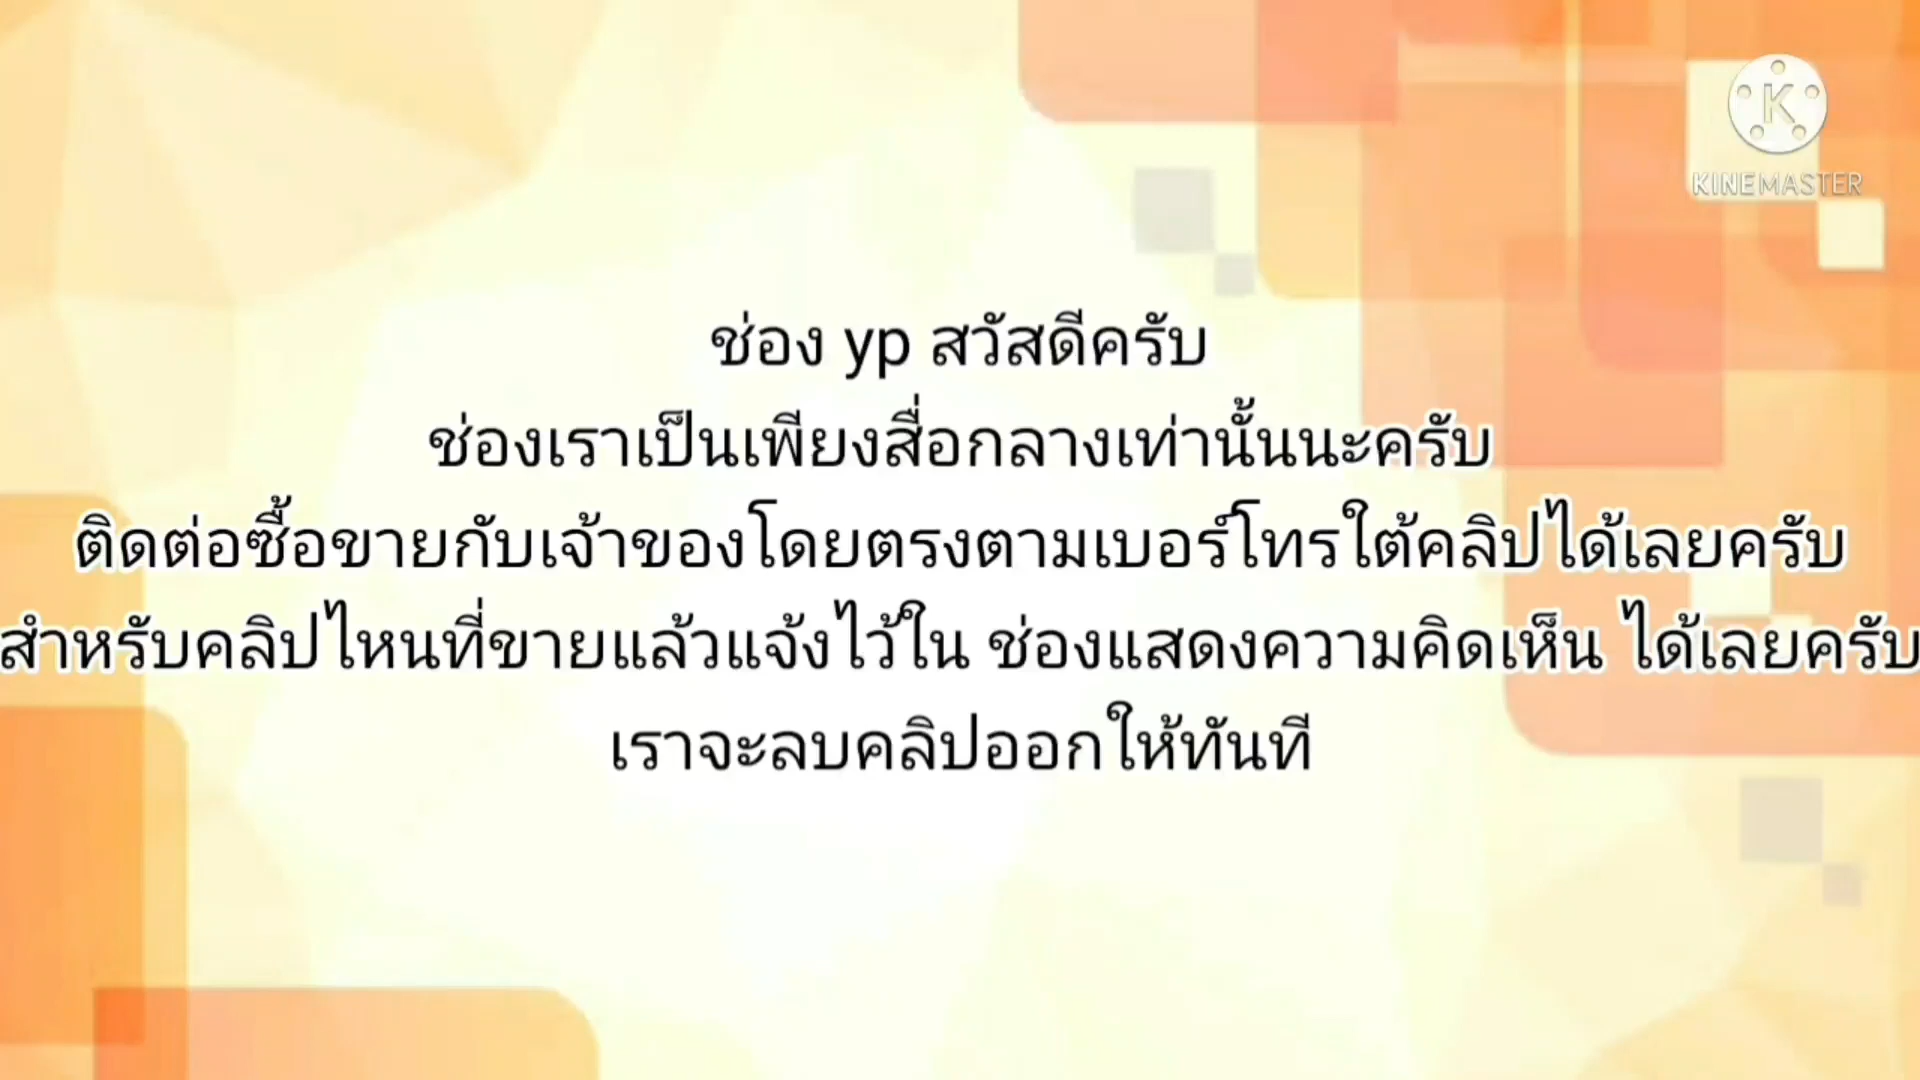 KINEMASTER
ช่อง yp สวัสดีครับ
ช่องเราเป็นเพียงสื่อกลางเท่านั้นนะครับ
ติดต่อซื้อขายกับเจ้าของโดยตรงตามเบอร์โทรใต้คลิปได้เลยครับ
สำหรับคลิปไหนที่ขายแล้วแจ้งไว้ใน ช่องแสดงความคิดเห็น ได้เลยครับ
เราจะลบคลิปออกให้ทันที